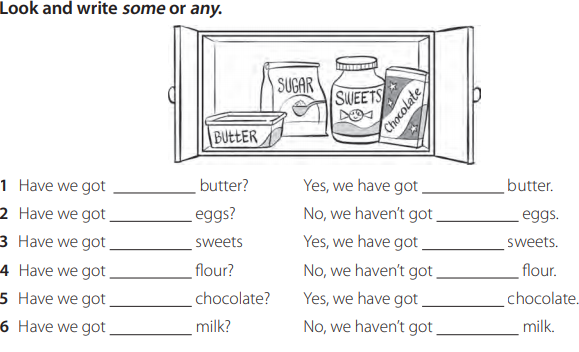 Look and write some or any.
SUGAR
SWEETS
Chocolate
BUTTER
1 Have we got __________ butter? Yes, we have got __________ butter.
2 Have we got __________ eggs? No, we haven't got __________ eggs.
3 Have we got __________ sweets Yes, we have got __________ sweets.
4 Have we got __________ flour? No, we haven't got __________ flour.
5 Have we got __________ chocolate? Yes, we have got __________ chocolate.
6 Have we got __________ milk? No, we haven't got __________ milk.